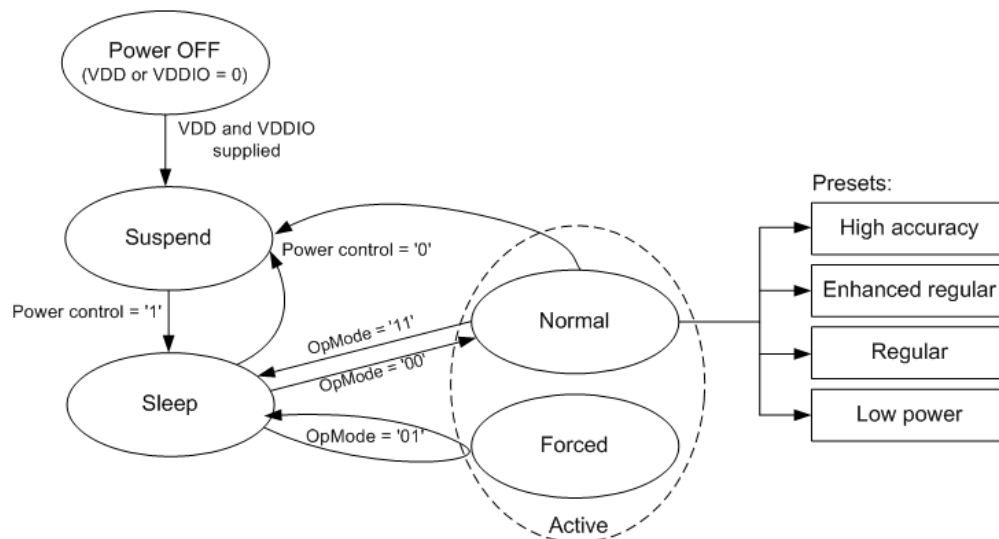 Power OFF
(VDD or VDDIO = 0)
VDD and VDDIO
supplied
Presets:
High accuracy
Suspend
Power control = '0'
Enhanced regular
Power control = '1'
OpMode = '11'
Normal
Regular
OpMode = '00'
Sleep
Low power
OpMode = '01'
Forced
Active